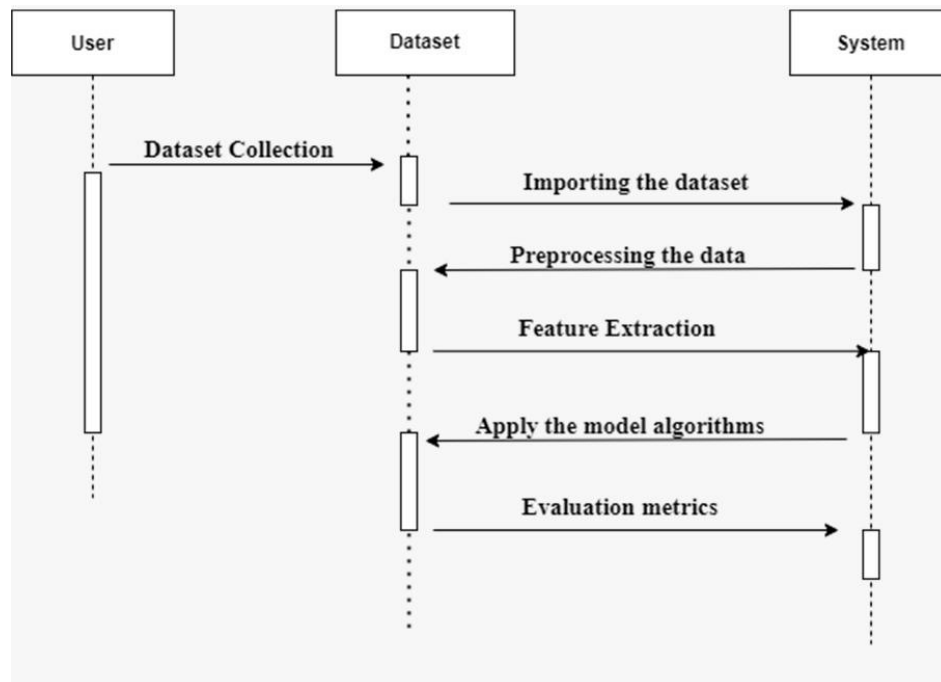 User
Dataset
System
Dataset Collection
Importing the dataset
Preprocessing the data
Feature Extraction
Apply the model algorithms
Evaluation metrics